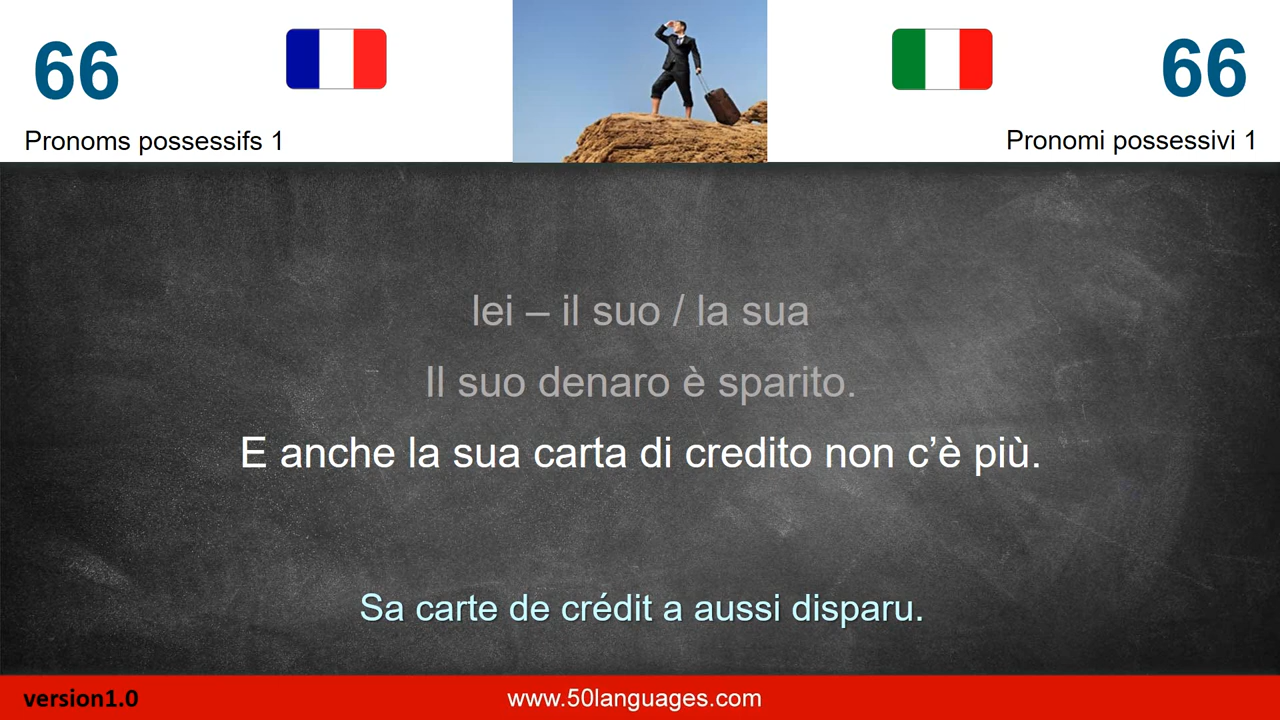 66
66
Pronoms possessifs 1
Pronomi possessivi 1
lei – il suo / la sua
Il suo denaro è sparito.
E anche la sua carta di credito non c’è più.
Sa carte de crédit a aussi disparu.
version1.0
www.50languages.com